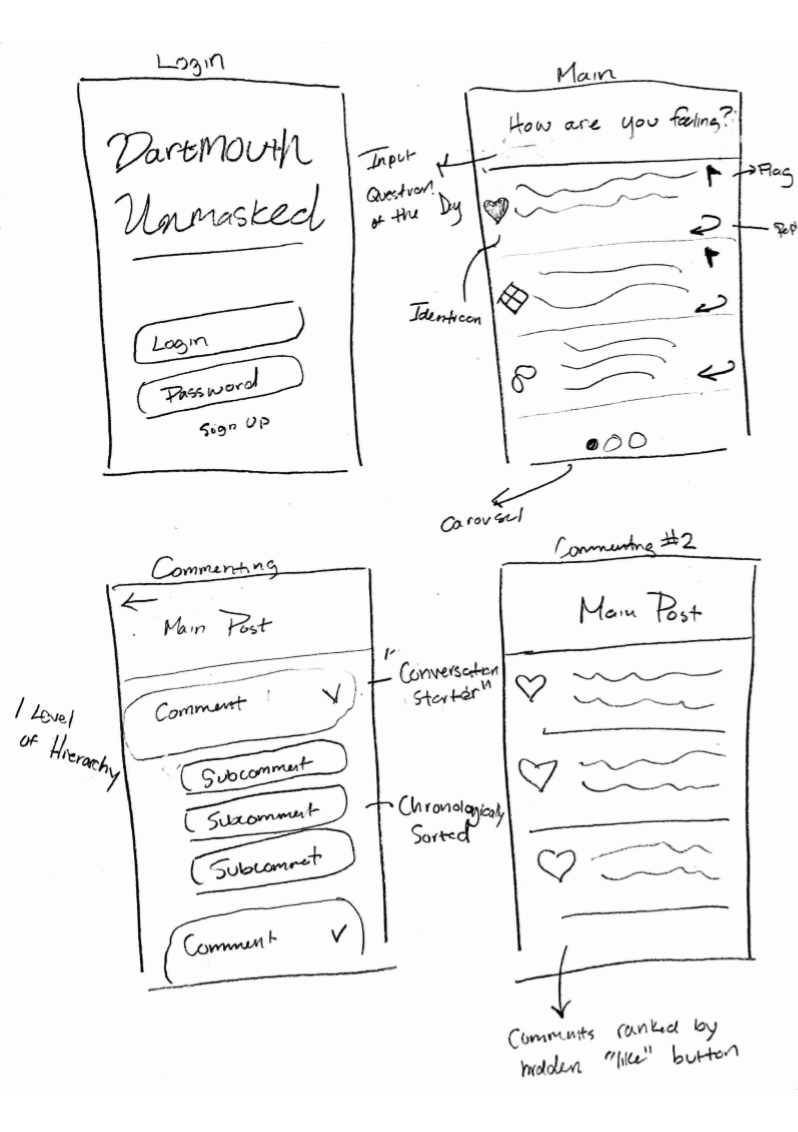 Login
Dartmouth
Unmasked
Login
Password
Sign Up
Main
How are you feeling?
Input
Question
of the Day
Flag
Identicon
Carousel
Commenting
Main Post
Comment
Subcomment
Subcomment
Subcommet
Comment
1 Level
of Hierarchy
"Conversation
Starter"
Chronologically
Sorted
Commenting #2
Main Post
Comments ranked by
hidden "like" button